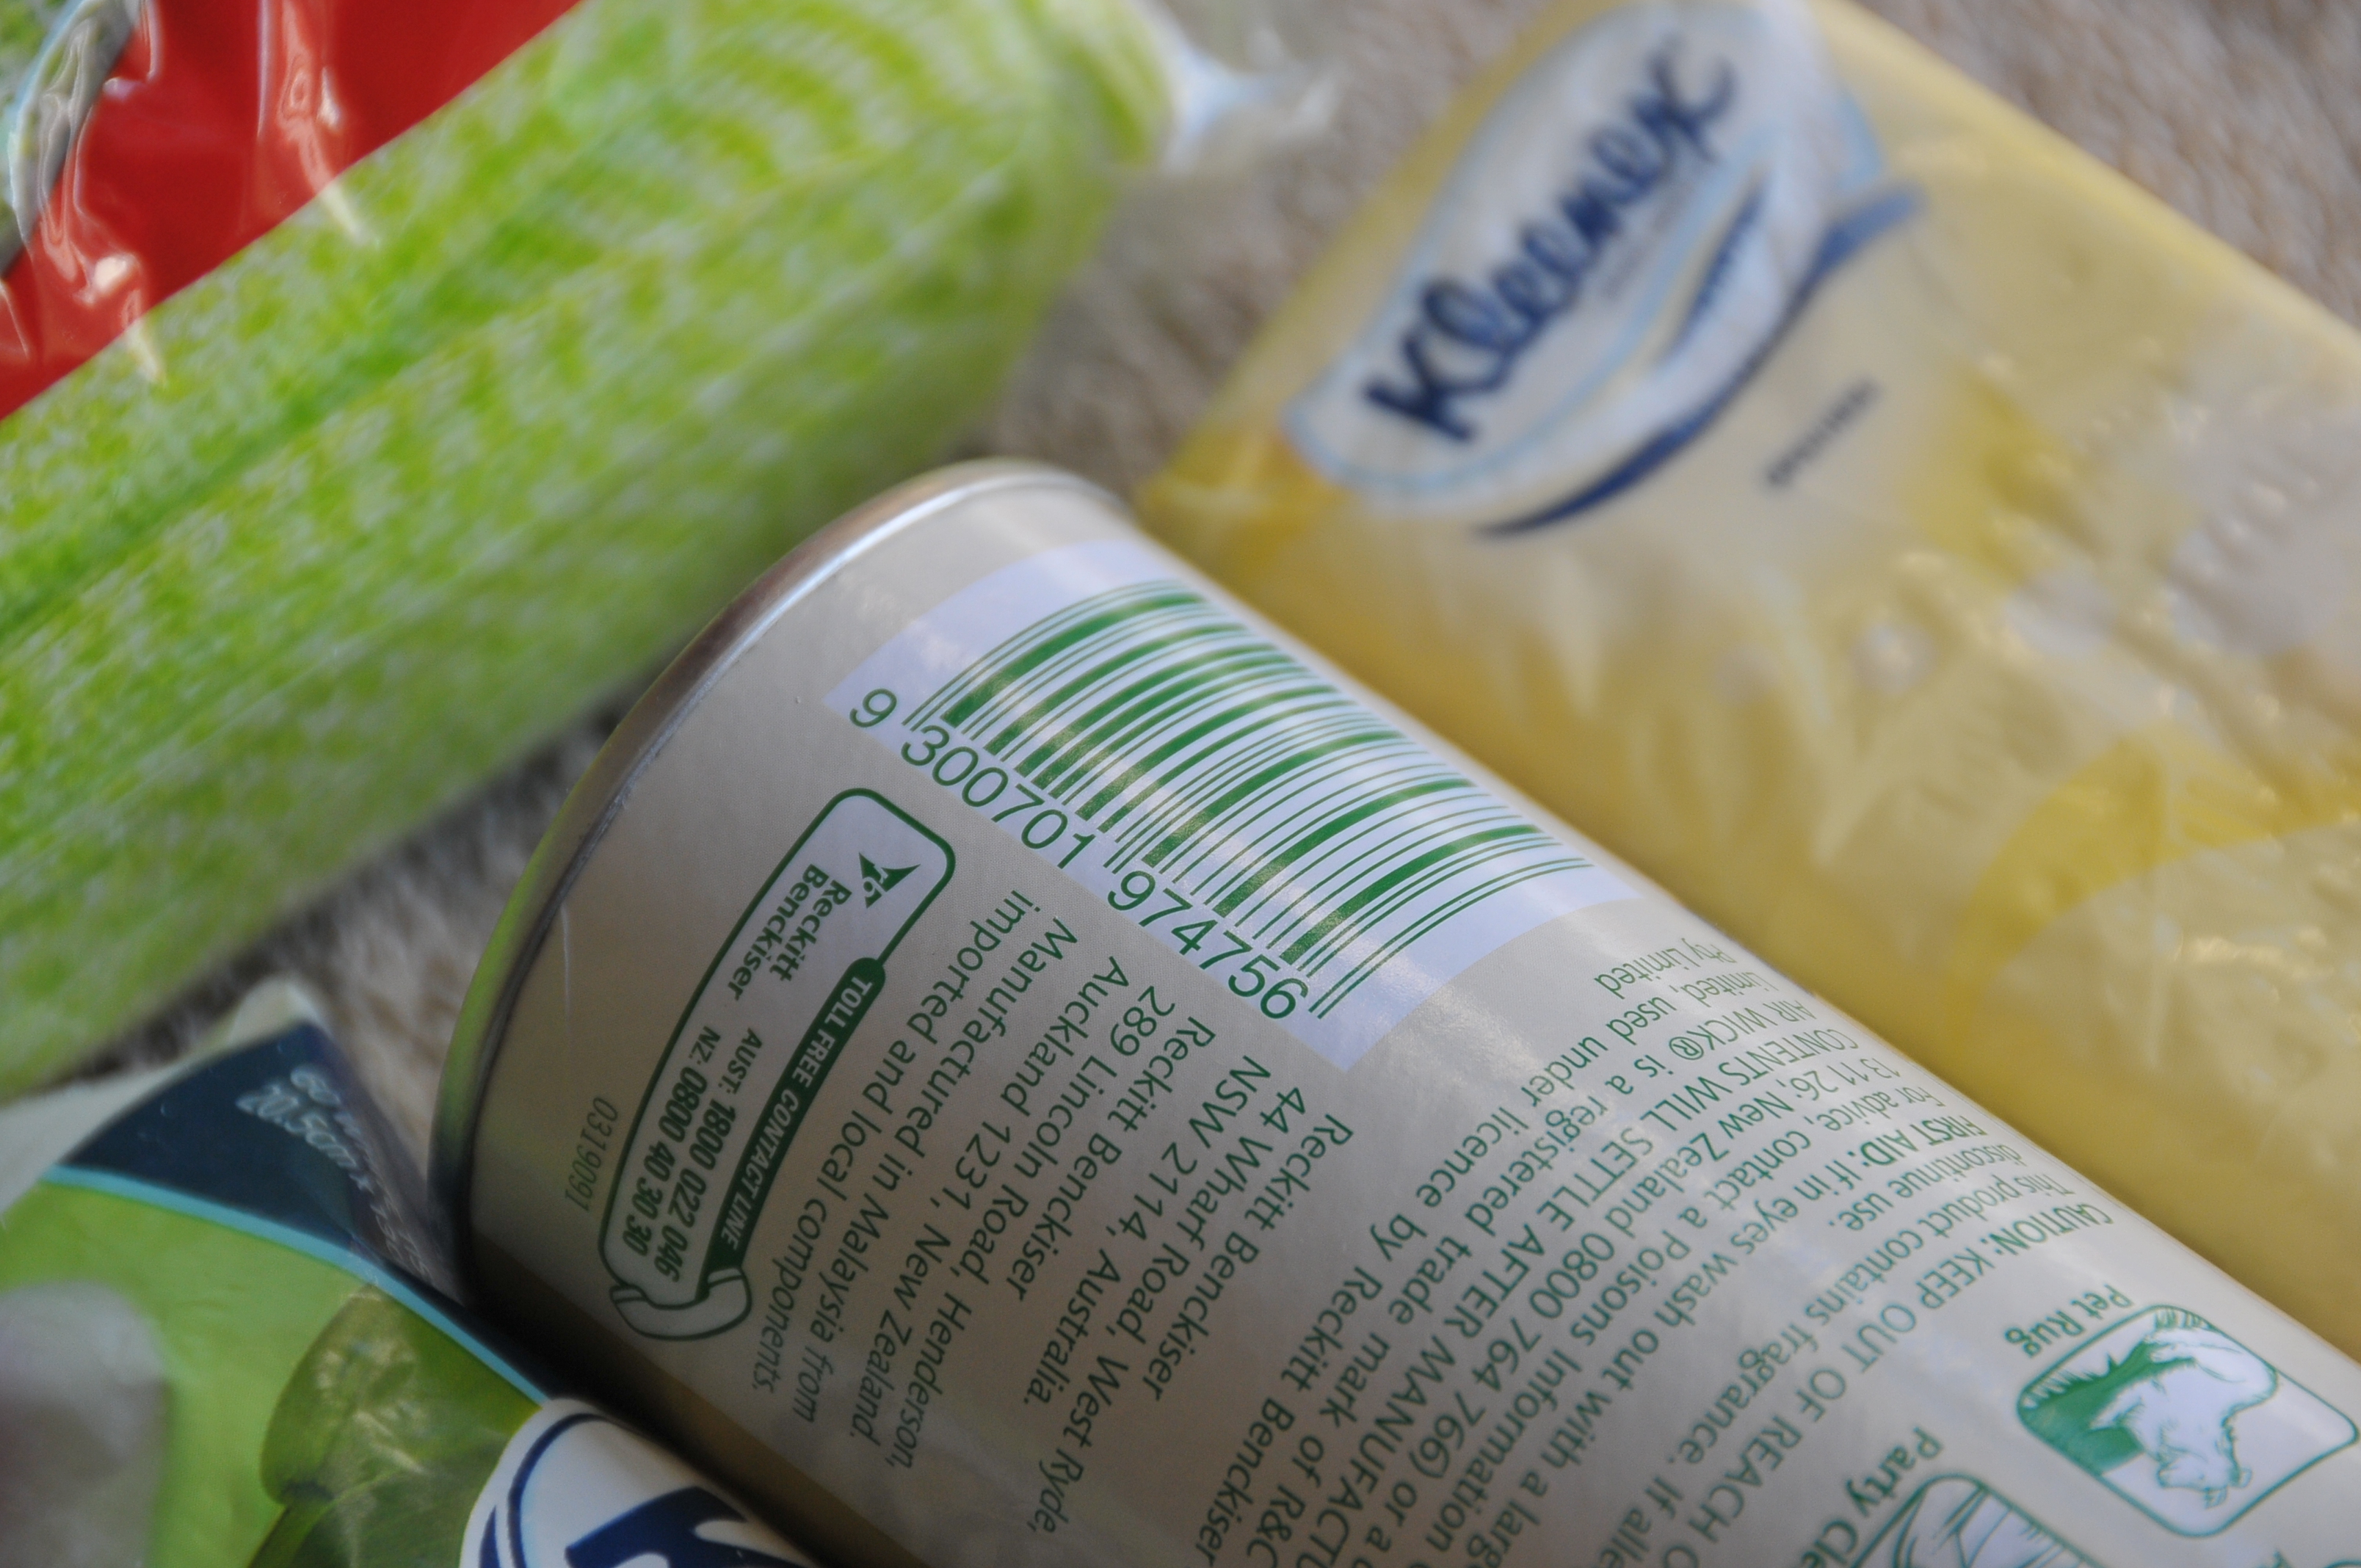 Kleenex
9 300701 974756
Reckitt
Benckiser
TOLL FREE CONTACT LINE
AUST: 1800 022 046
NZ: 0800 40 30 30
0319091
Pet Rug
Party Cle
CAUTION: KEEP OUT OF REACH O
This product contains fragrance. If alle
discontinue use.
FIRST AID: If in eyes wash out with a larg
For advice, contact a Poisons Information
13 11 26; New Zealand 0800 764 766) or a
CONTENTS WILL SETTLE AFTER MANUFACTU
AIR WICK® is a registered trade mark of R&C
Limited, used under licence by Reckitt Benckiser
Pty Limited
Reckitt Benckiser
44 Wharf Road, West Ryde,
NSW 2114, Australia.
Reckitt Benckiser
289 Lincoln Road, Henderson,
Auckland 1231, New Zealand.
Manufactured in Malaysia from
imported and local components.